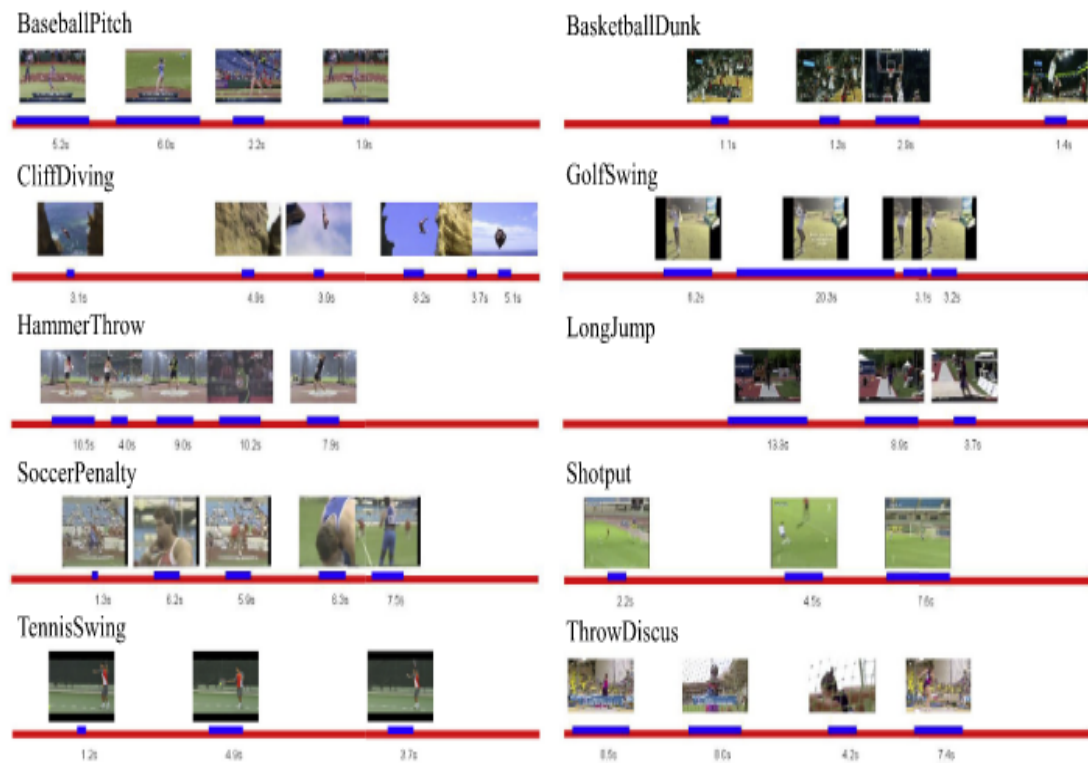 BaseballPitch
5.2s 6.0s 2.2s 1.9s
BasketballDunk
1.1s 1.3s 2.9s 1.4s
CliffDiving
3.1s 4.9s 3.9s 8.2s 3.7s 5.1s
GolfSwing
20.3s 3.1s 3.2s
HammerThrow
10.5s 4.0s 9.0s 10.2s 7.9s
LongJump
13.8s 8.9s 3.7s
SoccerPenalty
1.3s 6.2s 5.9s 6.3s 7.5s
Shotput
2.2s 4.5s 7.6s
TennisSwing
1.2s 4.9s 3.7s
ThrowDiscus
8.5s 8.0s 4.2s 7.4s